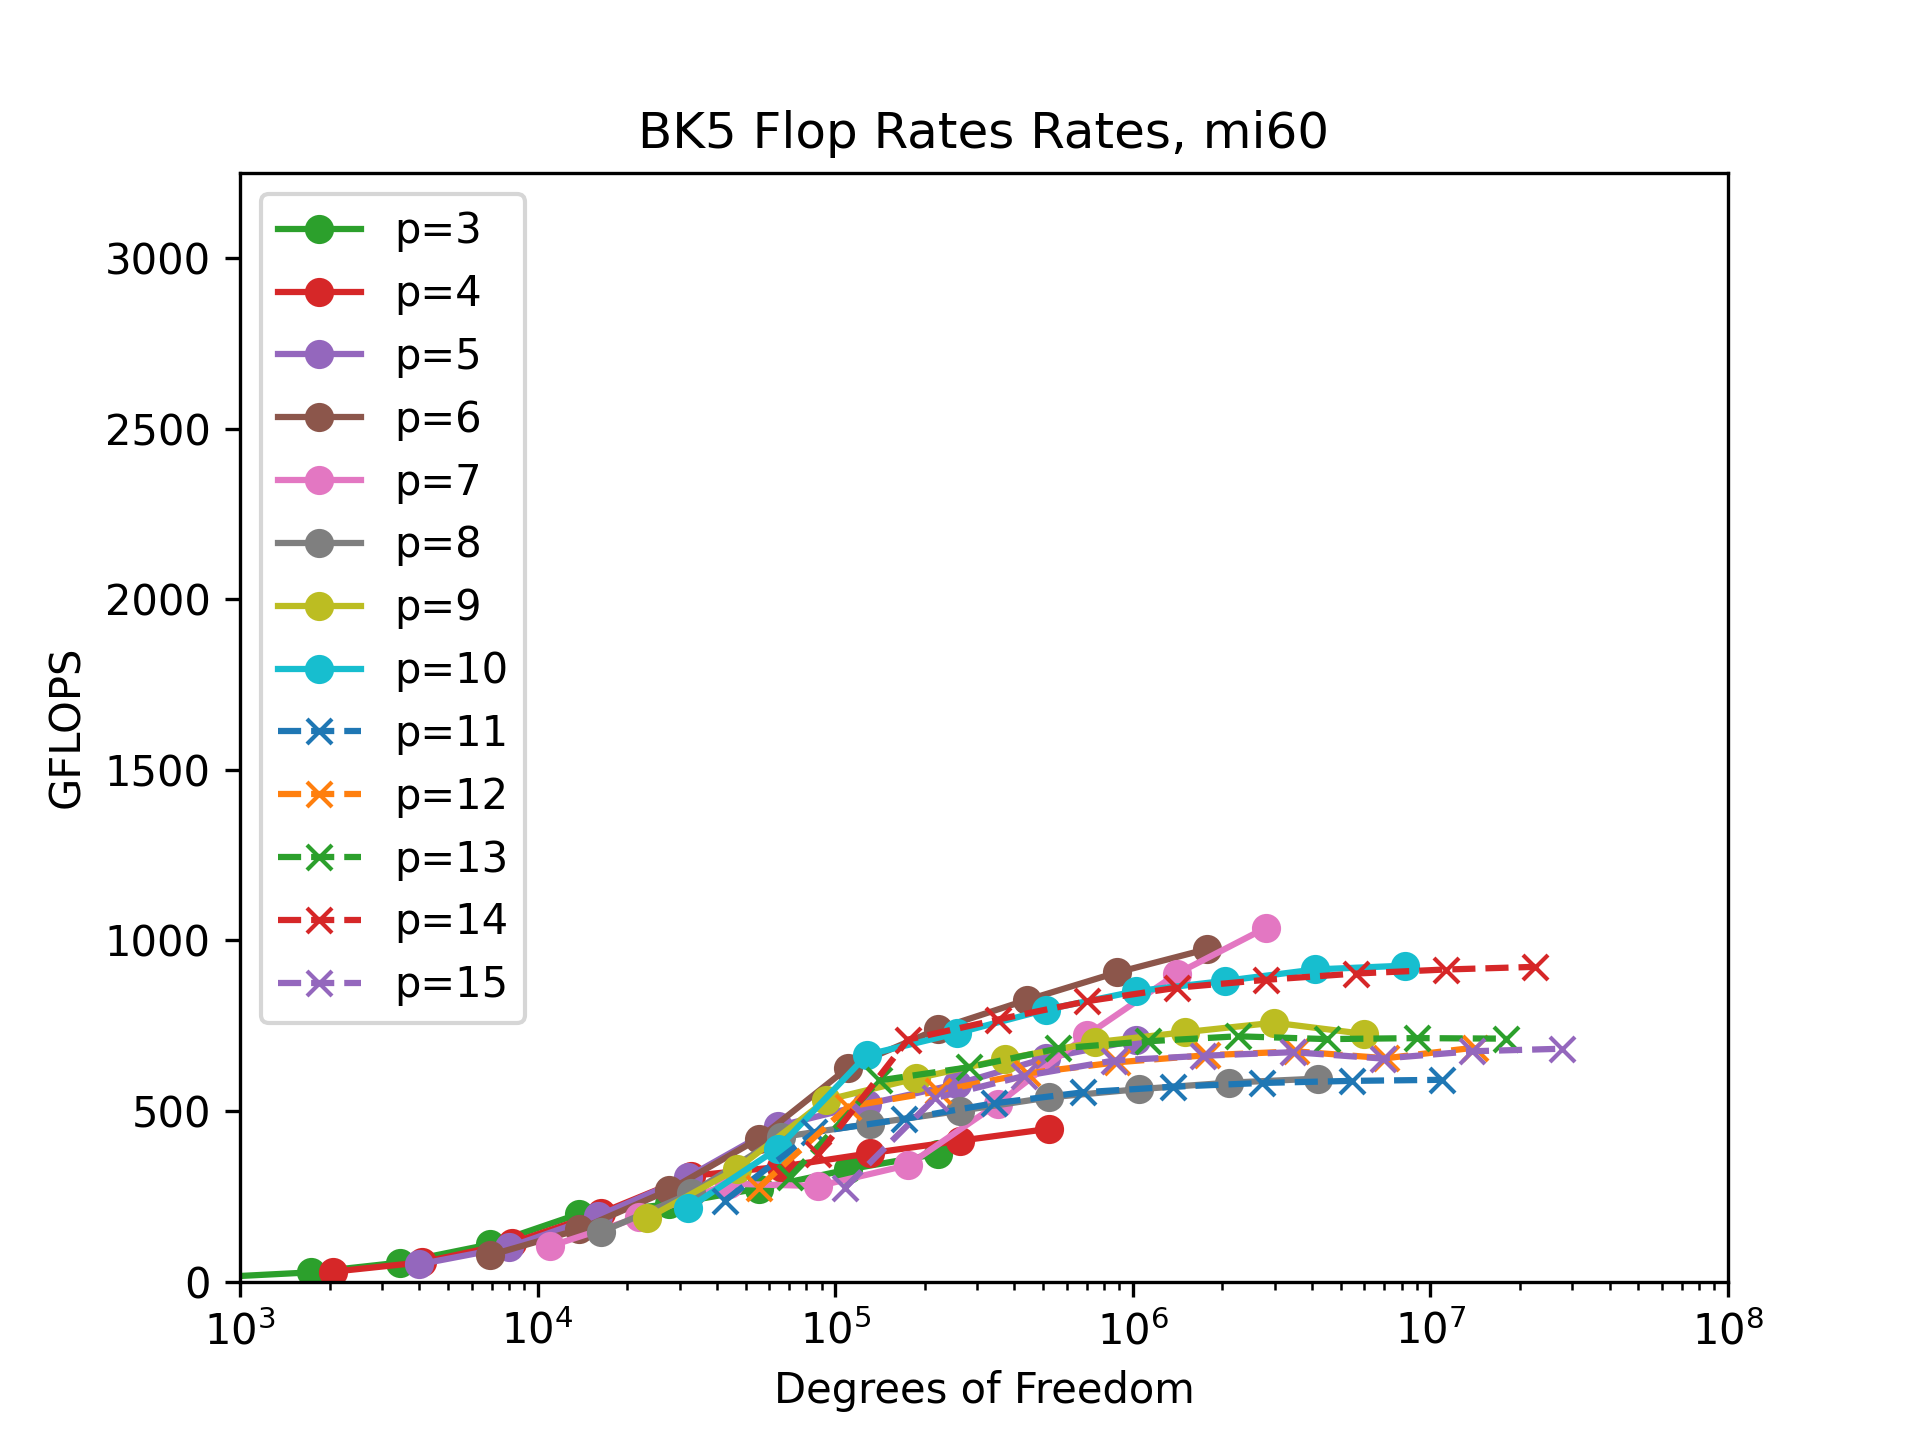 BK5 Flop Rates Rates, mi60
p=3
p=4
p=5
p=6
p=7
p=8
p=9
p=10
p=11
p=12
p=13
p=14
p=15
3000
2500
2000
1500
1000
500
0
GFLOPS
10³ 10⁴ 10⁵ 10⁶ 10⁷ 10⁸
Degrees of Freedom